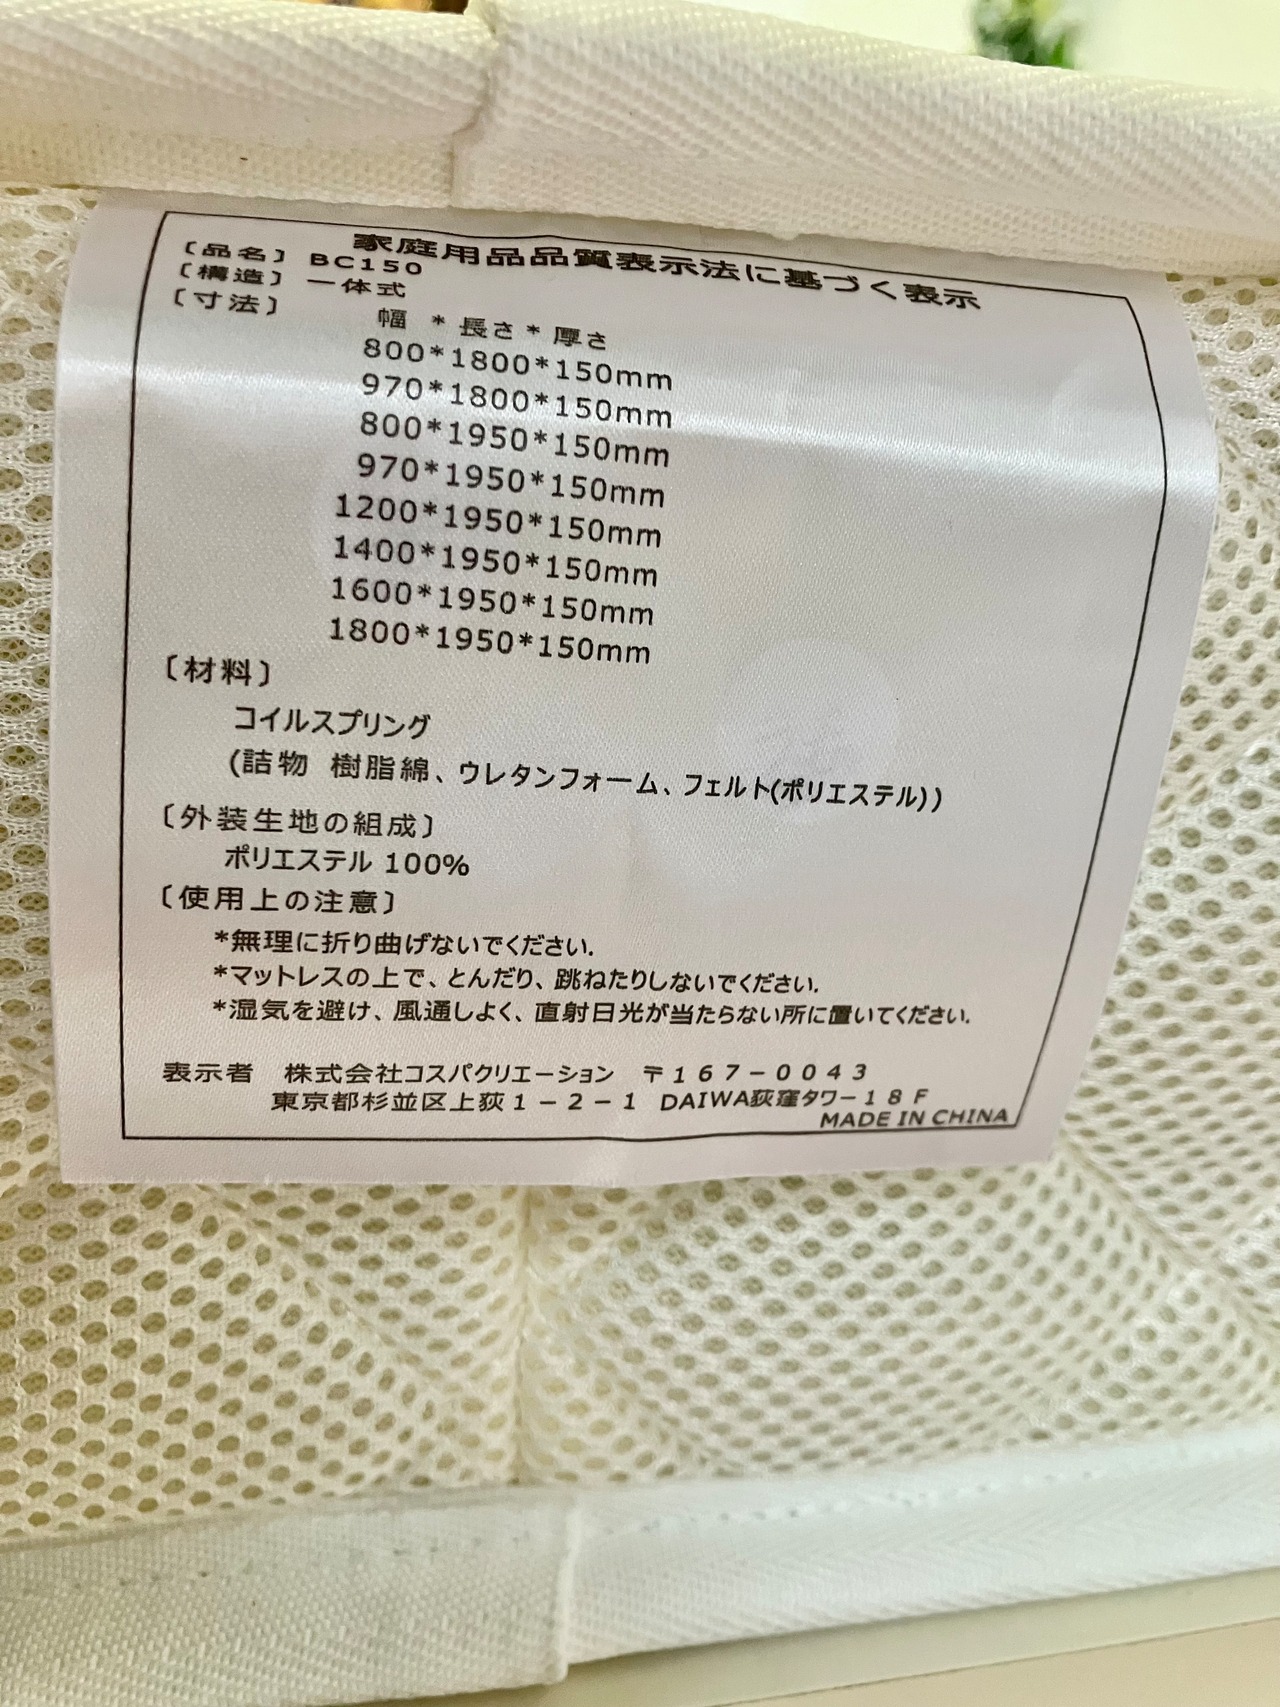 家庭用品品質表示法に基づく表示
〔品名〕 BC150
〔構造〕 一体式
〔寸法〕
幅 * 長さ * 厚さ
800*1800*150mm
970*1800*150mm
800*1950*150mm
970*1950*150mm
1200*1950*150mm
1400*1950*150mm
1600*1950*150mm
1800*1950*150mm
〔材料〕
コイルスプリング
(詰物 樹脂綿、ウレタンフォーム、フェルト(ポリエステル))
〔外装生地の組成〕
ポリエステル 100%
〔使用上の注意〕
*無理に折り曲げないでください.
*マットレスの上で、とんだり、跳ねたりしないでください.
*湿気を避け、風通しよく、直射日光が当たらない所に置いてください.
表示者 株式会社コスパクリエーション 〒167-0043
東京都杉並区上荻1-2-1 DAIWA荻窪タワー18F
MADE IN CHINA